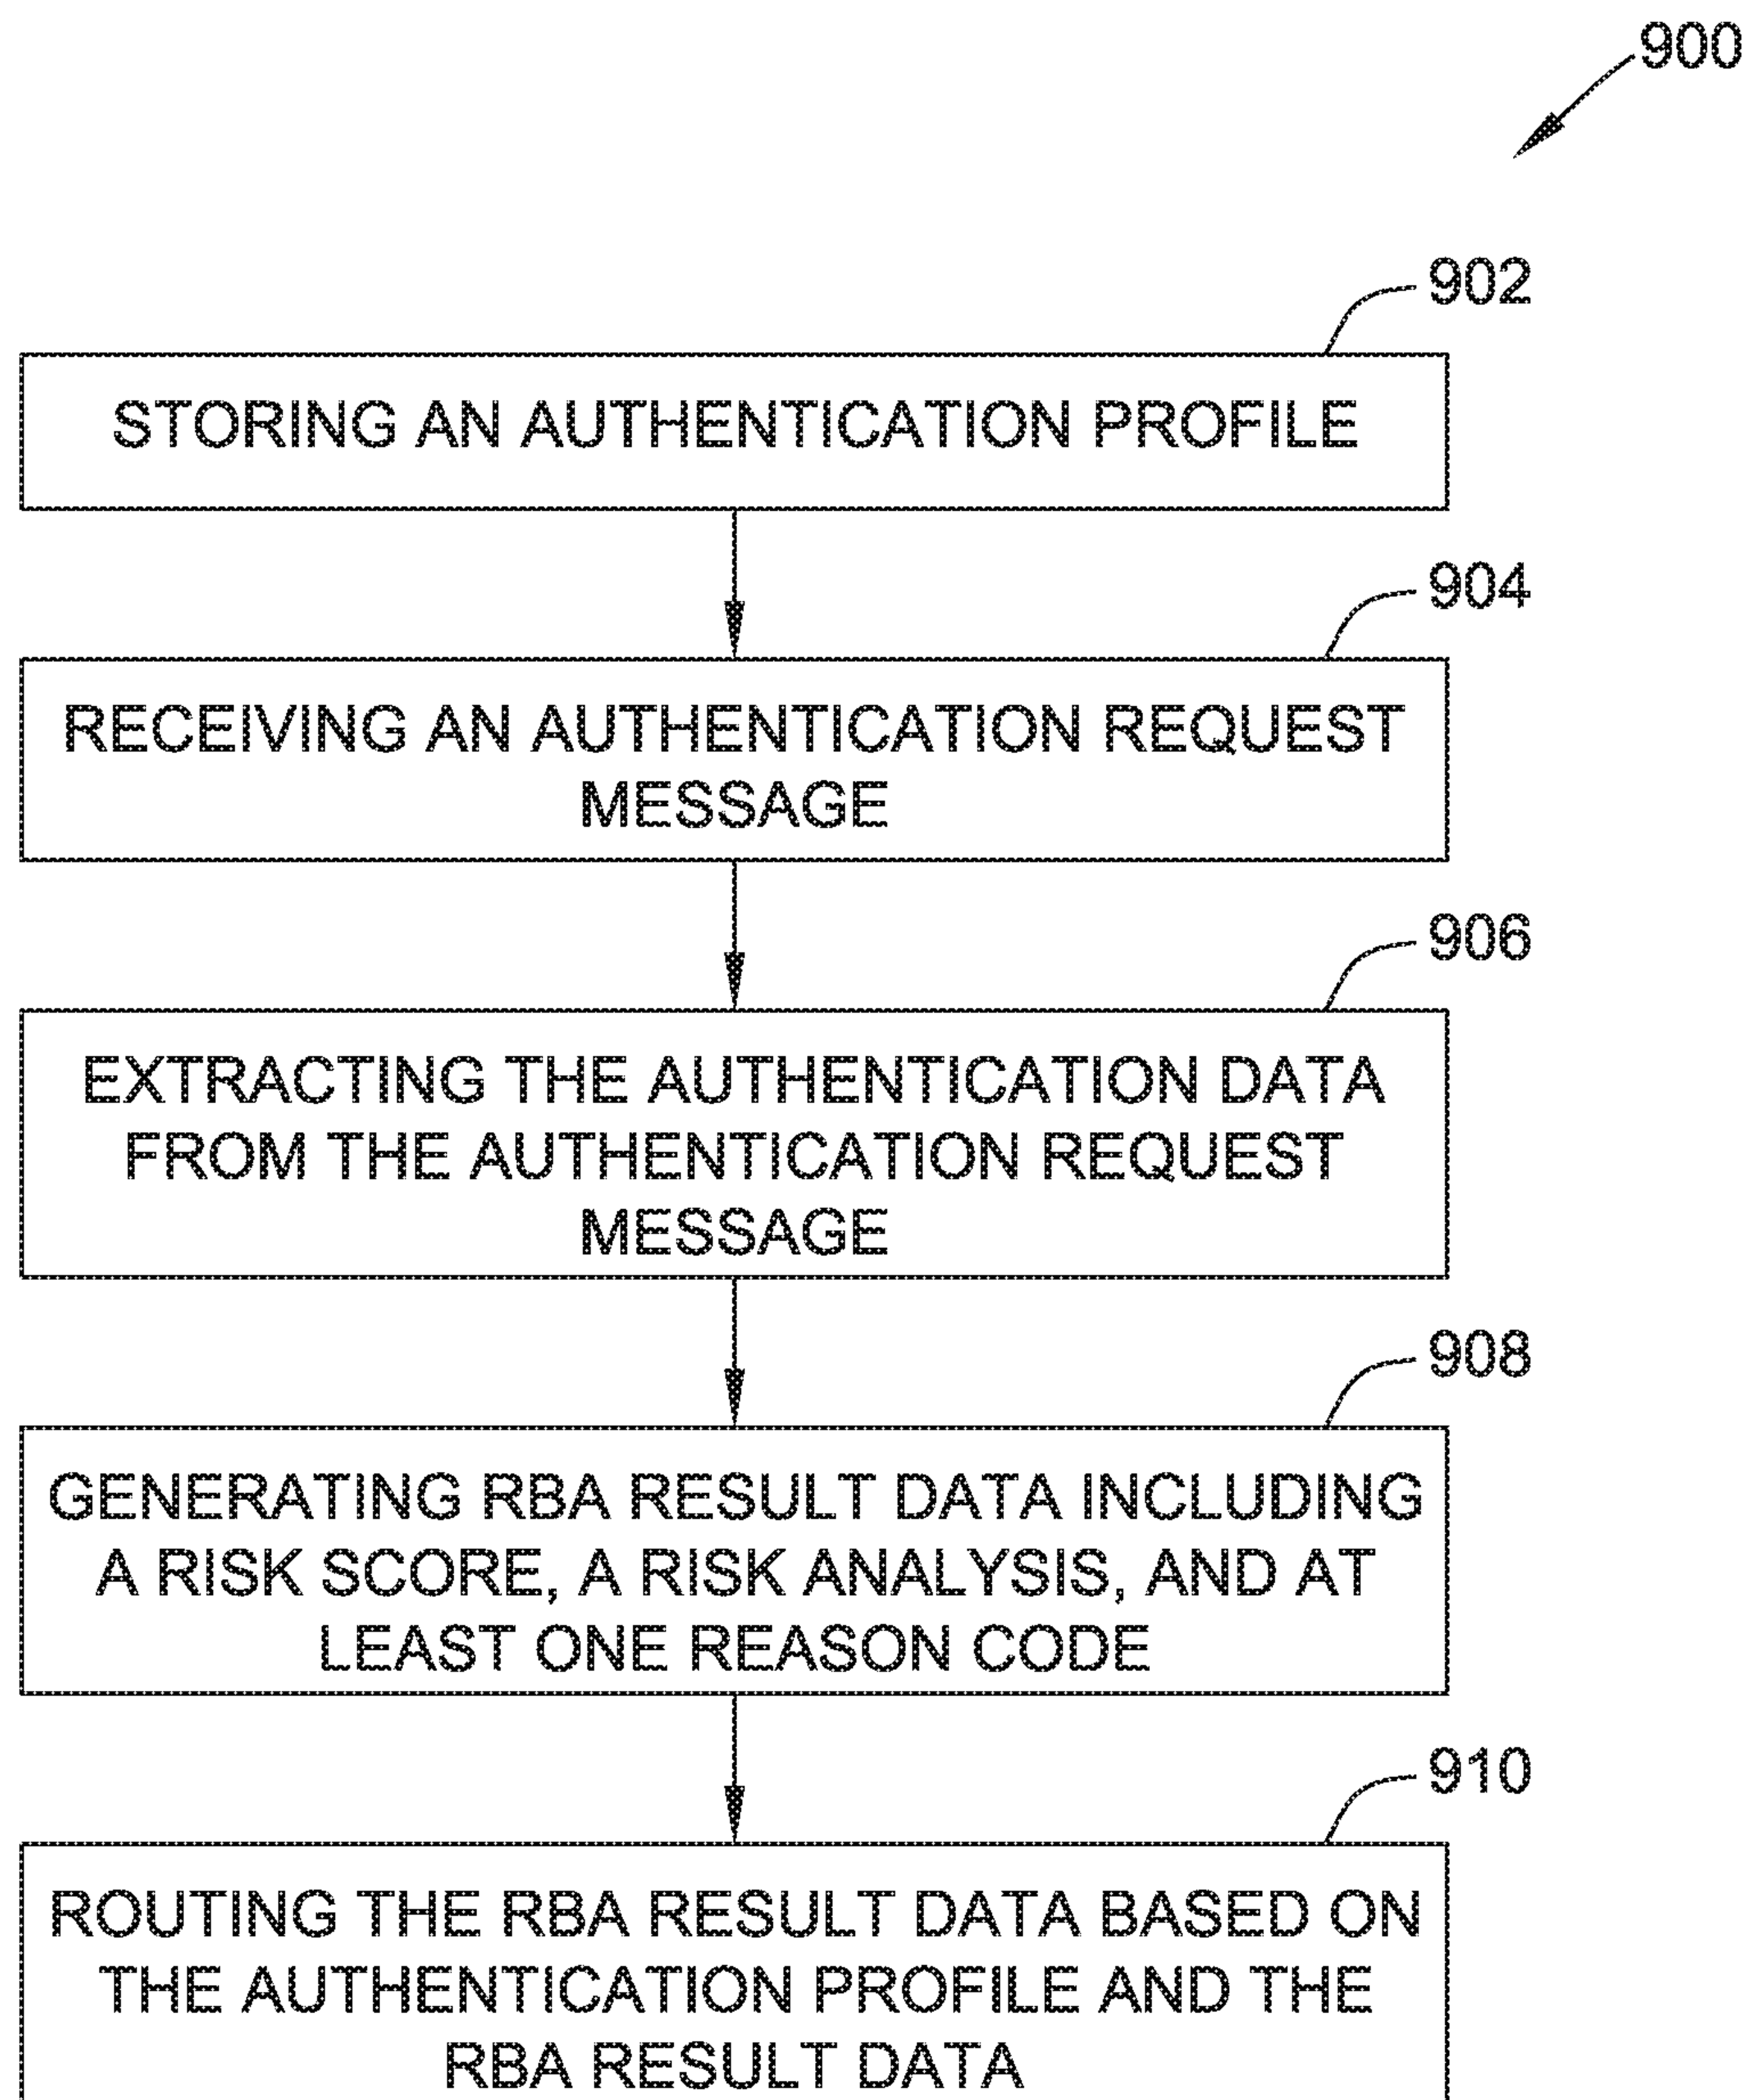 900
902
STORING AN AUTHENTICATION PROFILE
904
RECEIVING AN AUTHENTICATION REQUEST
MESSAGE
906
EXTRACTING THE AUTHENTICATION DATA
FROM THE AUTHENTICATION REQUEST
MESSAGE
908
GENERATING RBA RESULT DATA INCLUDING
A RISK SCORE, A RISK ANALYSIS, AND AT
LEAST ONE REASON CODE
910
ROUTING THE RBA RESULT DATA BASED ON
THE AUTHENTICATION PROFILE AND THE
RBA RESULT DATA